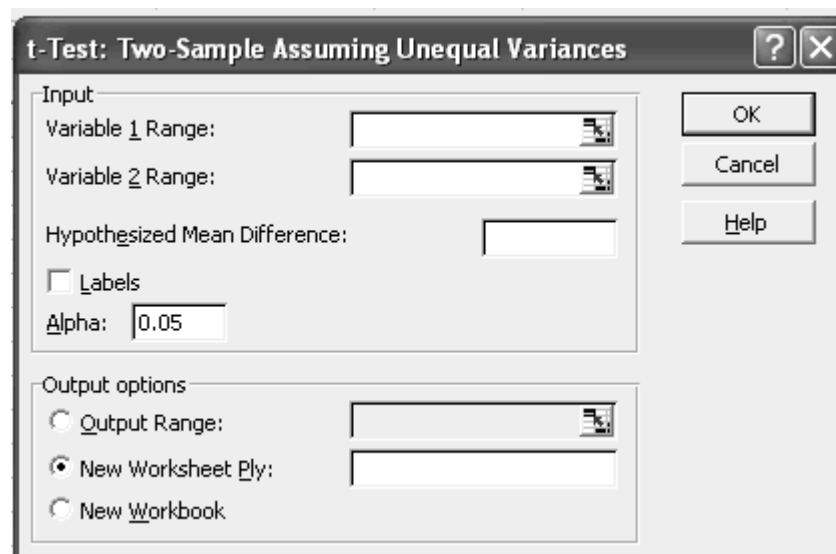 t-Test: Two-Sample Assuming Unequal Variances
Input
Variable 1 Range:
Variable 2 Range:
Hypothesized Mean Difference:
Labels
Alpha: 0.05
OK
Cancel
Help
Output options
Output Range:
New Worksheet Ply:
New Workbook